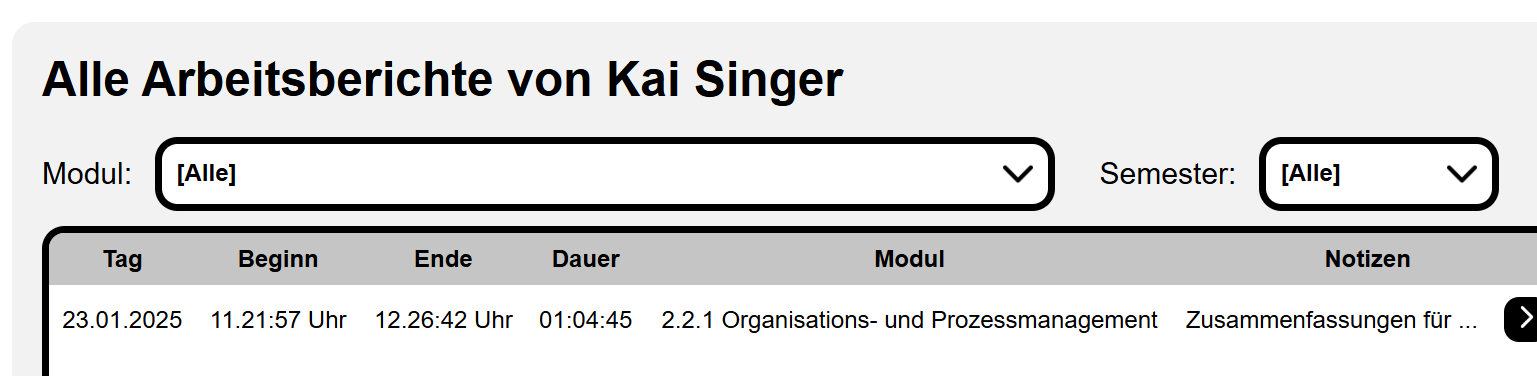 Alle Arbeitsberichte von Kai Singer
Modul: [Alle] Semester: [Alle]
Tag Beginn Ende Dauer Modul Notizen
23.01.2025 11.21:57 Uhr 12.26:42 Uhr 01:04:45 2.2.1 Organisations- und Prozessmanagement Zusammenfassungen für ...